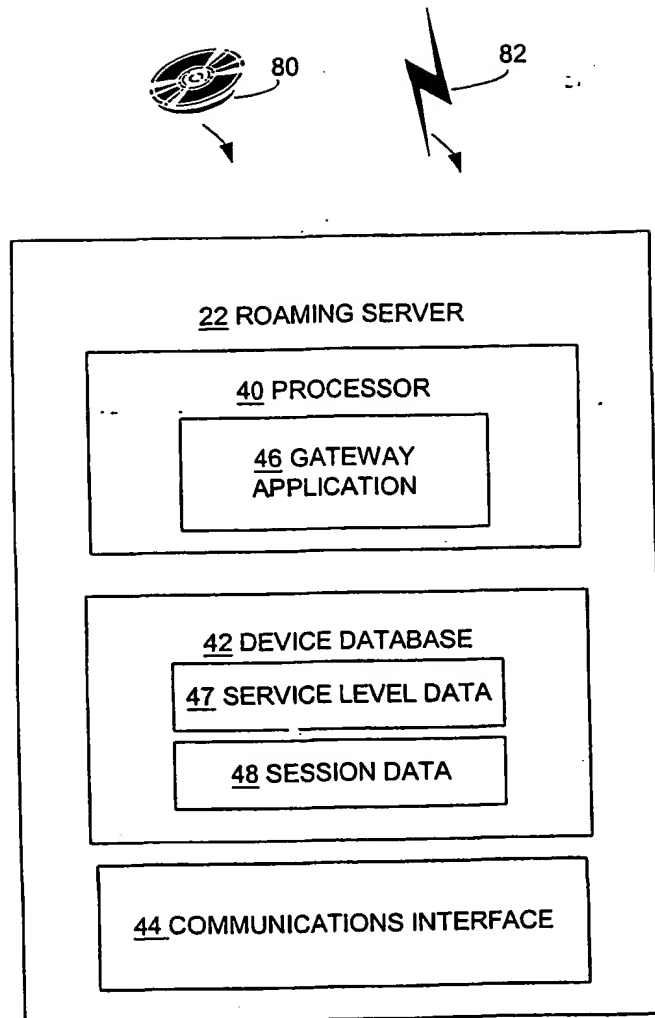 80
82
22 ROAMING SERVER
40 PROCESSOR
46 GATEWAY
APPLICATION
42 DEVICE DATABASE
47 SERVICE LEVEL DATA
48 SESSION DATA
44 COMMUNICATIONS INTERFACE